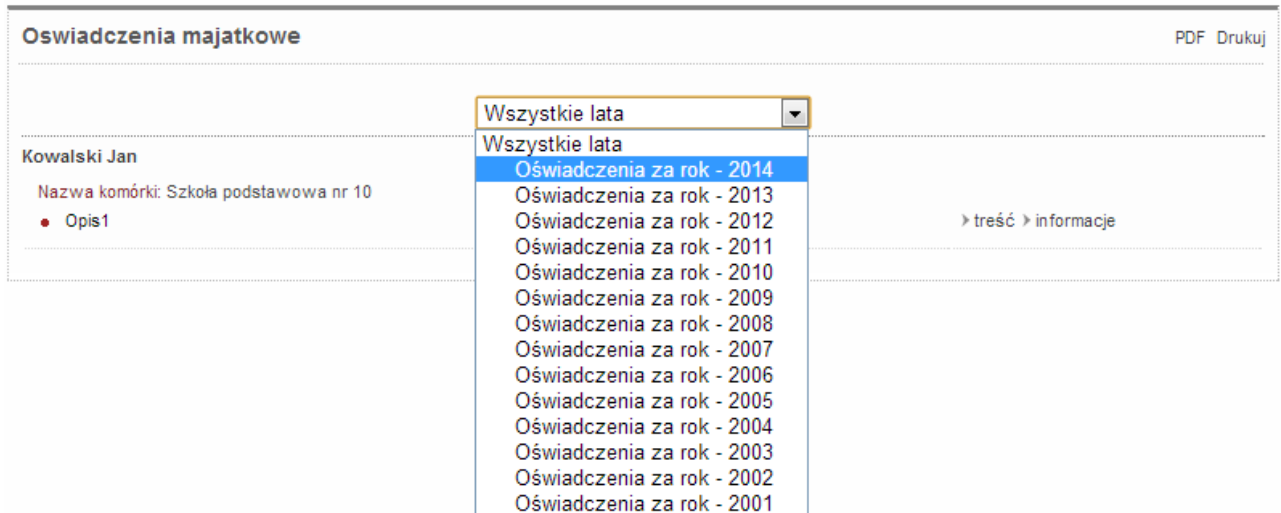 Oswiadczenia majatkowe
PDF Drukuj
Wszystkie lata
Wszystkie lata
Kowalski Jan
Oświadczenia za rok - 2014
Nazwa komórki: Szkoła podstawowa nr 10
Oświadczenia za rok - 2013
Opis1
Oświadczenia za rok - 2012
treść informacje
Oświadczenia za rok - 2011
Oświadczenia za rok - 2010
Oświadczenia za rok - 2009
Oświadczenia za rok - 2008
Oświadczenia za rok - 2007
Oświadczenia za rok - 2006
Oświadczenia za rok - 2005
Oświadczenia za rok - 2004
Oświadczenia za rok - 2003
Oświadczenia za rok - 2002
Oświadczenia za rok - 2001